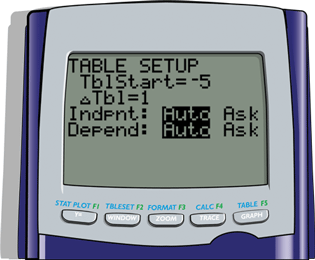 TABLE SETUP
TblStart=-5
△Tbl=1
Indpnt: Auto Ask
Depend: Auto Ask
STAT PLOT F1 TBLSET F2 FORMAT F3 CALC F4 TABLE F5
Y= WINDOW ZOOM TRACE GRAPH